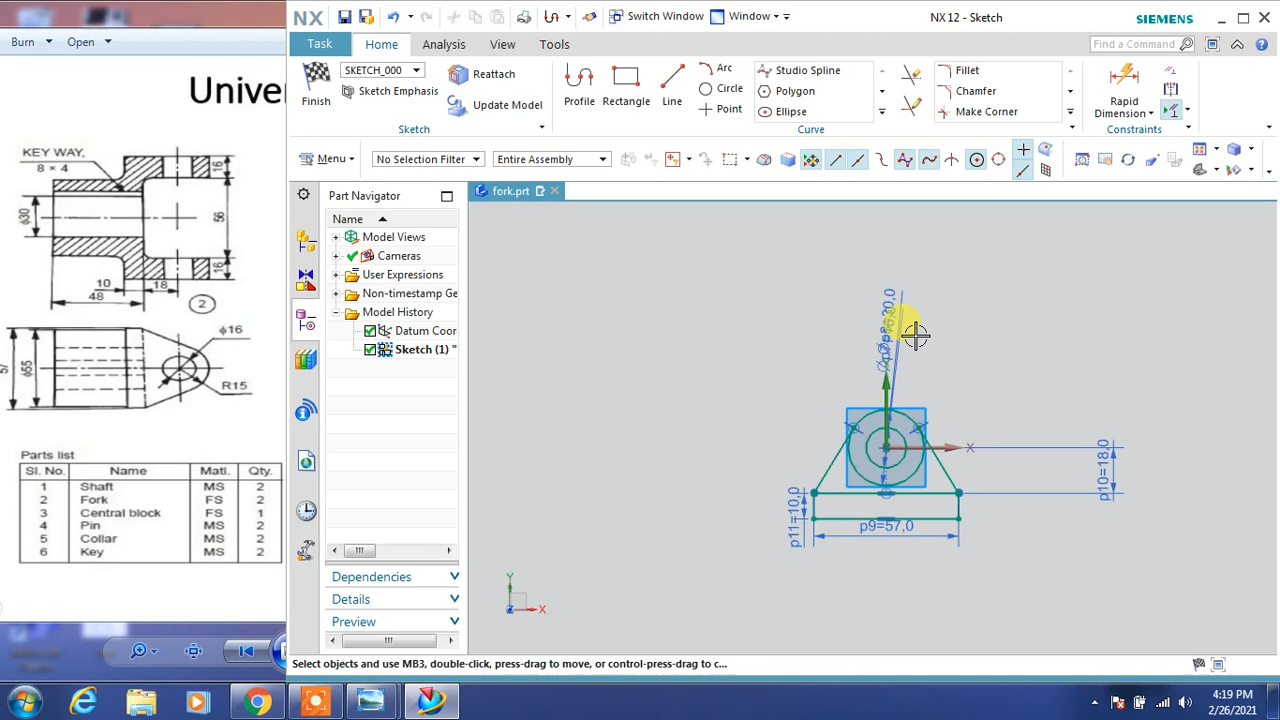 Burn
Open
Univer
KEY WAY,
8 × 4
ϕ30
16
56
16
10
18
48
2
57
ϕ55
ϕ16
R15
Parts list
Sl. No. Name Matl. Qty.
1 Shaft MS 2
2 Fork FS 2
3 Central block FS 1
4 Pin MS 2
5 Collar MS 2
6 Key MS 2
NX
Switch Window
Window
NX 12 - Sketch
SIEMENS
Task
Home
Analysis
View
Tools
Find a Command
Finish
SKETCH_000
Sketch Emphasis
Reattach
Update Model
Sketch
Profile
Rectangle
Line
Arc
Circle
Point
Studio Spline
Polygon
Ellipse
Curve
Fillet
Chamfer
Make Corner
Rapid
Dimension
Constraints
Menu
No Selection Filter
Entire Assembly
Part Navigator
fork.prt
Name
Model Views
Cameras
User Expressions
Non-timestamp Ge
Model History
Datum Coor
Sketch (1) "
Dependencies
Details
Preview
X
p10=18,0
p11=10,0
p9=57,0
Y
Z
X
Select objects and use MB3, double-click, press-drag to move, or control-press-drag to c...
4:19 PM
2/26/2021